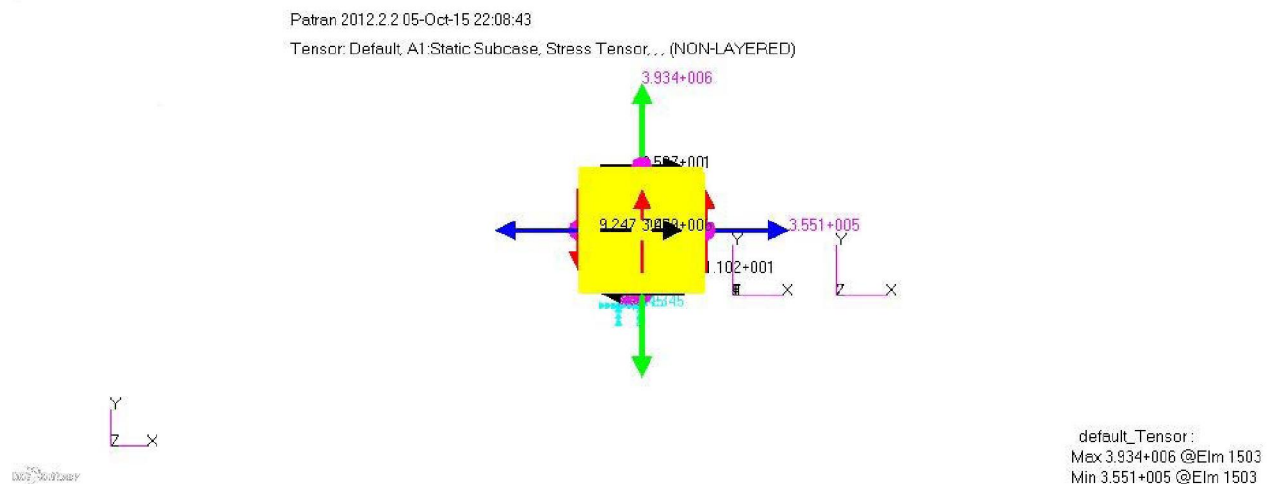 Patran 2012.2.2 05-Oct-15 22:08:43
Tensor: Default, A1:Static Subcase, Stress Tensor, , , (NON-LAYERED)
3.934+006
3.551+005
Y
Y
X
X
Z
Y
Z X
default_Tensor :
Max 3.934+006 @Elm 1503
Min 3.551+005 @Elm 1503